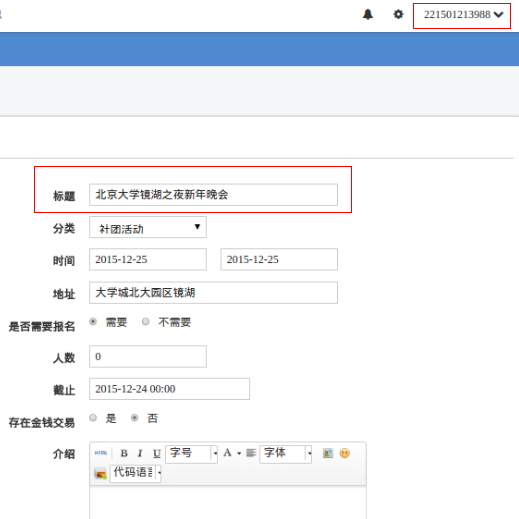 221501213988
标题 北京大学镜湖之夜新年晚会
分类 社团活动
时间 2015-12-25 2015-12-25
地址 大学城北大园区镜湖
是否需要报名 需要 不需要
人数 0
截止 2015-12-24 00:00
存在金钱交易 是 否
介绍 HTML B I U 字号 A 字体
代码语言